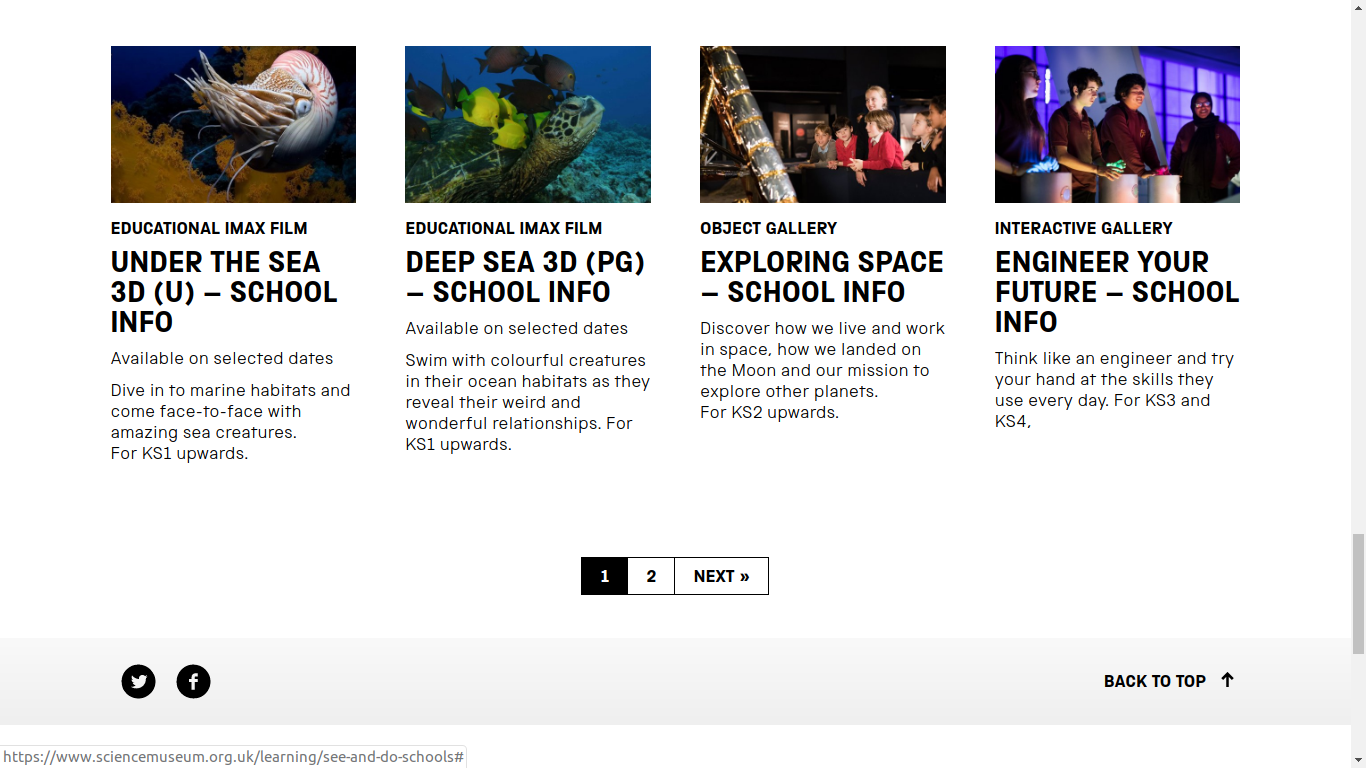 EDUCATIONAL IMAX FILM
UNDER THE SEA
3D (U) – SCHOOL
INFO
Available on selected dates
Dive in to marine habitats and
come face-to-face with
amazing sea creatures.
For KS1 upwards.
EDUCATIONAL IMAX FILM
DEEP SEA 3D (PG)
– SCHOOL INFO
Available on selected dates
Swim with colourful creatures
in their ocean habitats as they
reveal their weird and
wonderful relationships. For
KS1 upwards.
OBJECT GALLERY
EXPLORING SPACE
– SCHOOL INFO
Discover how we live and work
in space, how we landed on
the Moon and our mission to
explore other planets.
For KS2 upwards.
INTERACTIVE GALLERY
ENGINEER YOUR
FUTURE – SCHOOL
INFO
Think like an engineer and try
your hand at the skills they
use every day. For KS3 and
KS4,
1 2 NEXT »
BACK TO TOP ↑
https://www.sciencemuseum.org.uk/learning/see-and-do-schools#